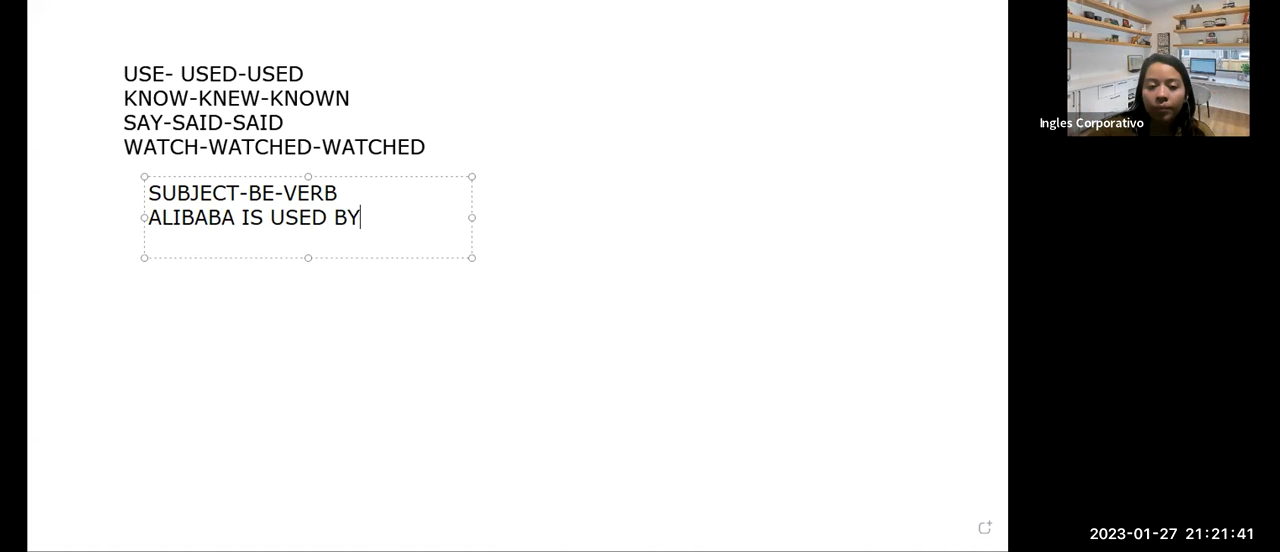 USE- USED-USED
KNOW-KNEW-KNOWN
SAY-SAID-SAID
WATCH-WATCHED-WATCHED
SUBJECT-BE-VERB
ALIBABA IS USED BY
Ingles Corporativo
2023-01-27 21:21:41